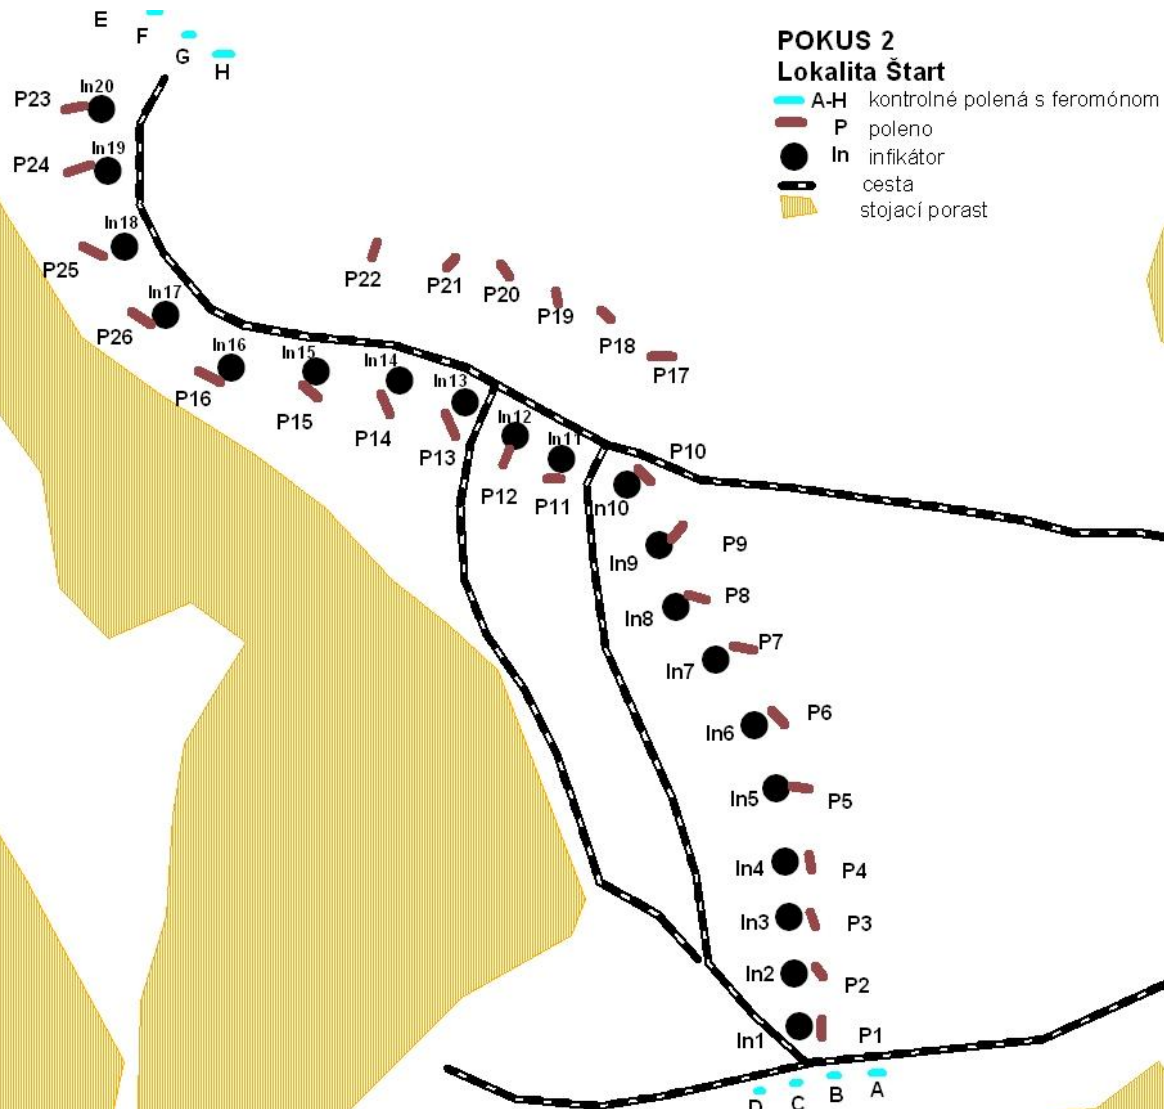 POKUS 2
Lokalita Štart
A-H kontrolné polená s feromónom
P poleno
In infikátor
cesta
stojací porast
E
F
G
H
In20
P23
In19
P24
In18
P25
In17
P26
In16
P16
In15
P15
In14
P14
In13
P13
In12
P12
In11
P11
P22
P21
P20
P19
P18
P17
P10
In10
In9
P9
In8
P8
In7
P7
In6
P6
In5
P5
In4
P4
In3
P3
In2
P2
In1
P1
D
C
B
A